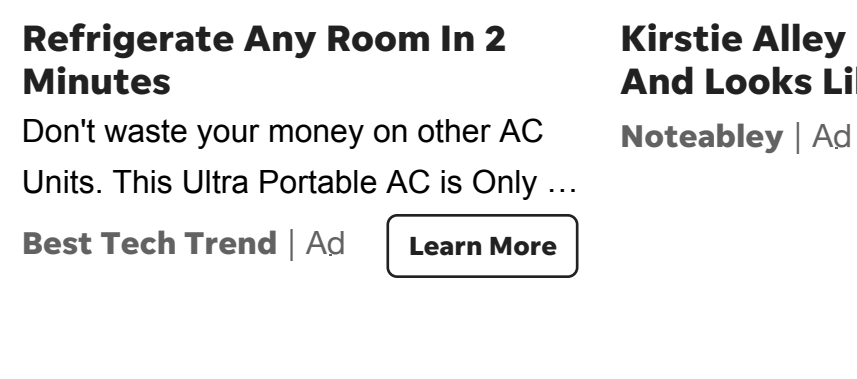 Refrigerate Any Room In 2
Minutes
Don't waste your money on other AC
Units. This Ultra Portable AC is Only …
Best Tech Trend | Ad
Learn More
Kirstie Alley
And Looks
Noteabley | Ad